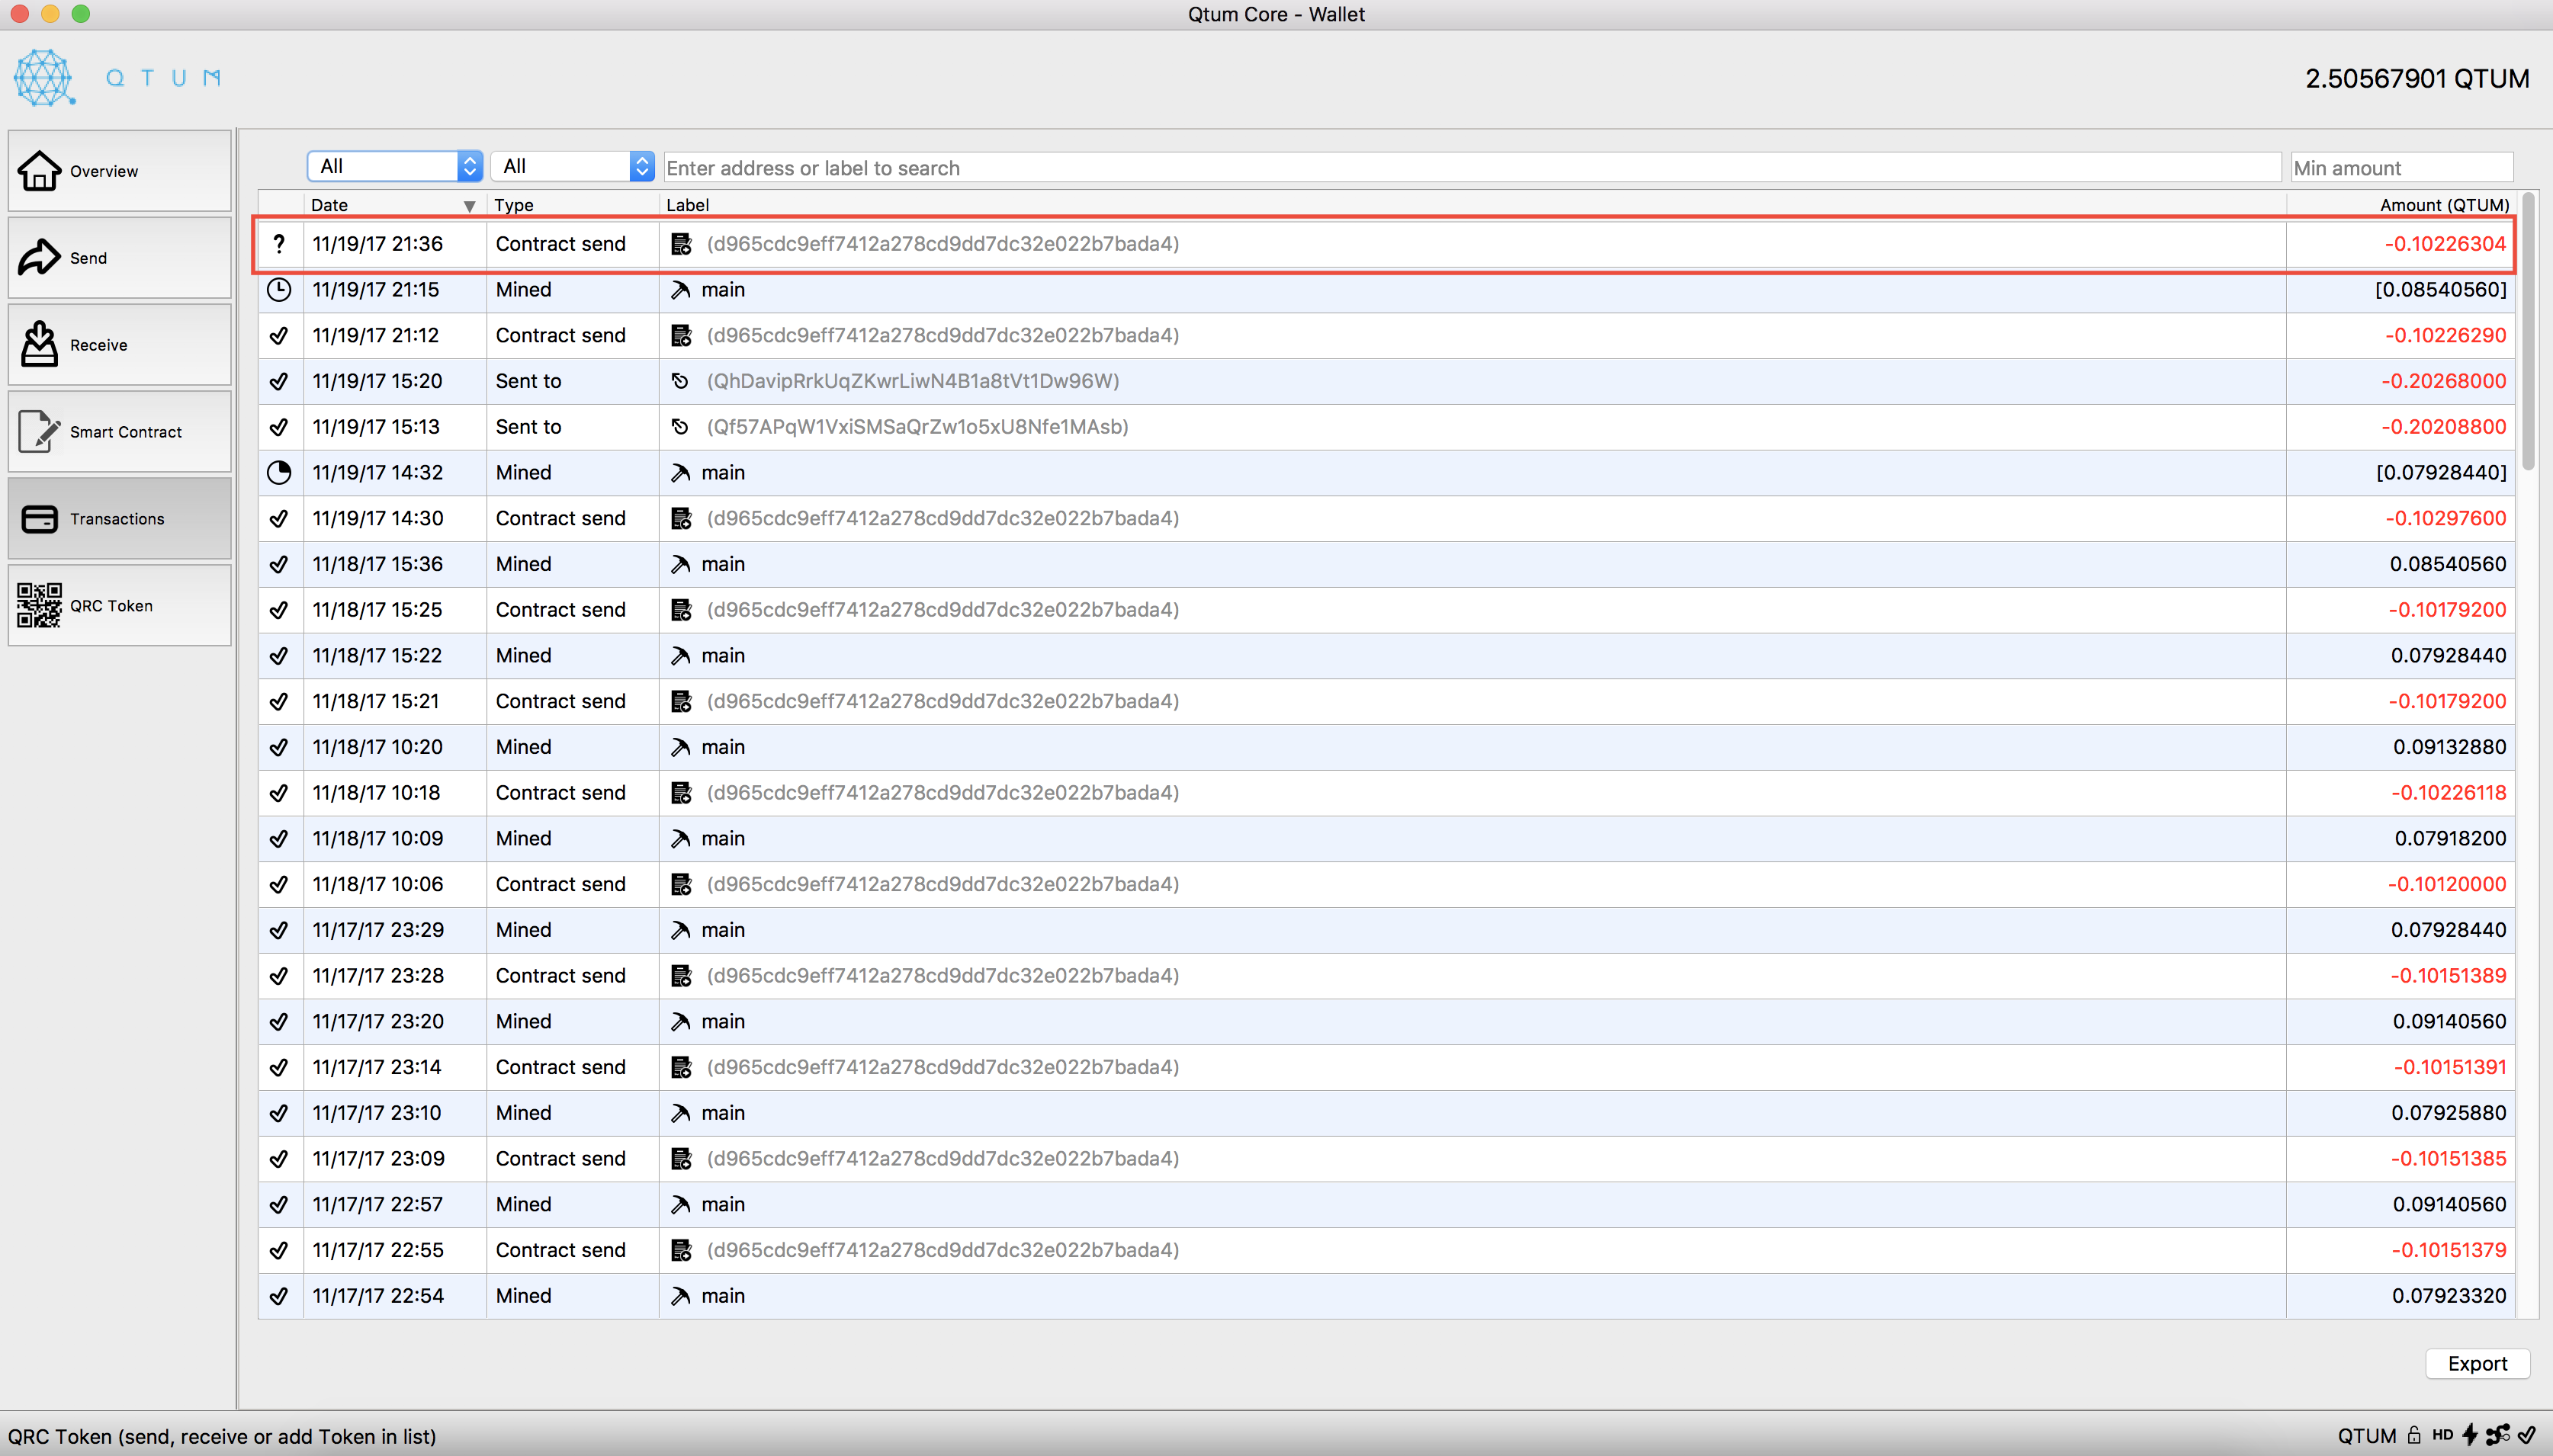 Qtum Core - Wallet
QTUM
2.50567901 QTUM
Overview
Send
Receive
Smart Contract
Transactions
QRC Token
All All Enter address or label to search Min amount
Date Type Label Amount (QTUM)
? 11/19/17 21:36 Contract send (d965cdc9eff7412a278cd9dd7dc32e022b7bada4) -0.10226304
11/19/17 21:15 Mined main [0.08540560]
11/19/17 21:12 Contract send (d965cdc9eff7412a278cd9dd7dc32e022b7bada4) -0.10226290
11/19/17 15:20 Sent to (QhDavipRrkUqZKwrLiwN4B1a8tVt1Dw96W) -0.20268000
11/19/17 15:13 Sent to (Qf57APqW1VxiSMSaQrZw1o5xU8Nfe1MAsb) -0.20208800
11/19/17 14:32 Mined main [0.07928440]
11/19/17 14:30 Contract send (d965cdc9eff7412a278cd9dd7dc32e022b7bada4) -0.10297600
11/18/17 15:36 Mined main 0.08540560
11/18/17 15:25 Contract send (d965cdc9eff7412a278cd9dd7dc32e022b7bada4) -0.10179200
11/18/17 15:22 Mined main 0.07928440
11/18/17 15:21 Contract send (d965cdc9eff7412a278cd9dd7dc32e022b7bada4) -0.10179200
11/18/17 10:20 Mined main 0.09132880
11/18/17 10:18 Contract send (d965cdc9eff7412a278cd9dd7dc32e022b7bada4) -0.10226118
11/18/17 10:09 Mined main 0.07918200
11/18/17 10:06 Contract send (d965cdc9eff7412a278cd9dd7dc32e022b7bada4) -0.10120000
11/17/17 23:29 Mined main 0.07928440
11/17/17 23:28 Contract send (d965cdc9eff7412a278cd9dd7dc32e022b7bada4) -0.10151389
11/17/17 23:20 Mined main 0.09140560
11/17/17 23:14 Contract send (d965cdc9eff7412a278cd9dd7dc32e022b7bada4) -0.10151391
11/17/17 23:10 Mined main 0.07925880
11/17/17 23:09 Contract send (d965cdc9eff7412a278cd9dd7dc32e022b7bada4) -0.10151385
11/17/17 22:57 Mined main 0.09140560
11/17/17 22:55 Contract send (d965cdc9eff7412a278cd9dd7dc32e022b7bada4) -0.10151379
11/17/17 22:54 Mined main 0.07923320
Export
QRC Token (send, receive or add Token in list) QTUM HD